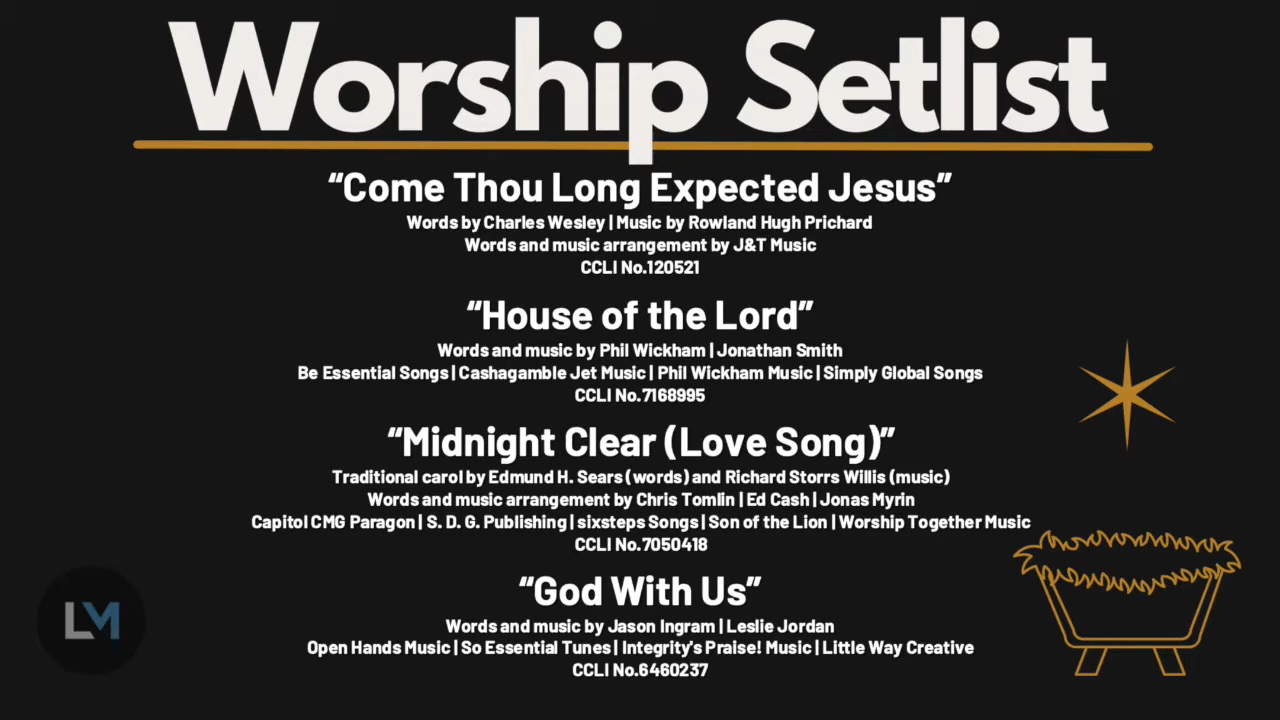 Worship Setlist
“Come Thou Long Expected Jesus”
Words by Charles Wesley | Music by Rowland Hugh Prichard
Words and music arrangement by J&T Music
CCLI No.120521
“House of the Lord”
Words and music by Phil Wickham | Jonathan Smith
Be Essential Songs | Cashagamble Jet Music | Phil Wickham Music | Simply Global Songs
CCLI No.7168995
“Midnight Clear (Love Song)”
Traditional carol by Edmund H. Sears (words) and Richard Storrs Willis (music)
Words and music arrangement by Chris Tomlin | Ed Cash | Jonas Myrin
Capitol CMG Paragon | S. D. G. Publishing | sixsteps Songs | Son of the Lion | Worship Together Music
CCLI No.7050418
“God With Us”
Words and music by Jason Ingram | Leslie Jordan
Open Hands Music | So Essential Tunes | Integrity's Praise! Music | Little Way Creative
CCLI No.6460237
LM